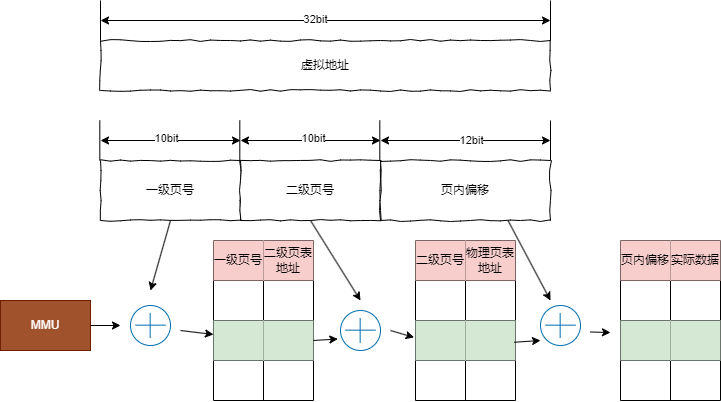 32bit
虚拟地址
10bit
10bit
12bit
一级页号
二级页号
页内偏移
一级页号
二级页表
地址
二级页号
物理页表
地址
页内偏移
实际数据
MMU